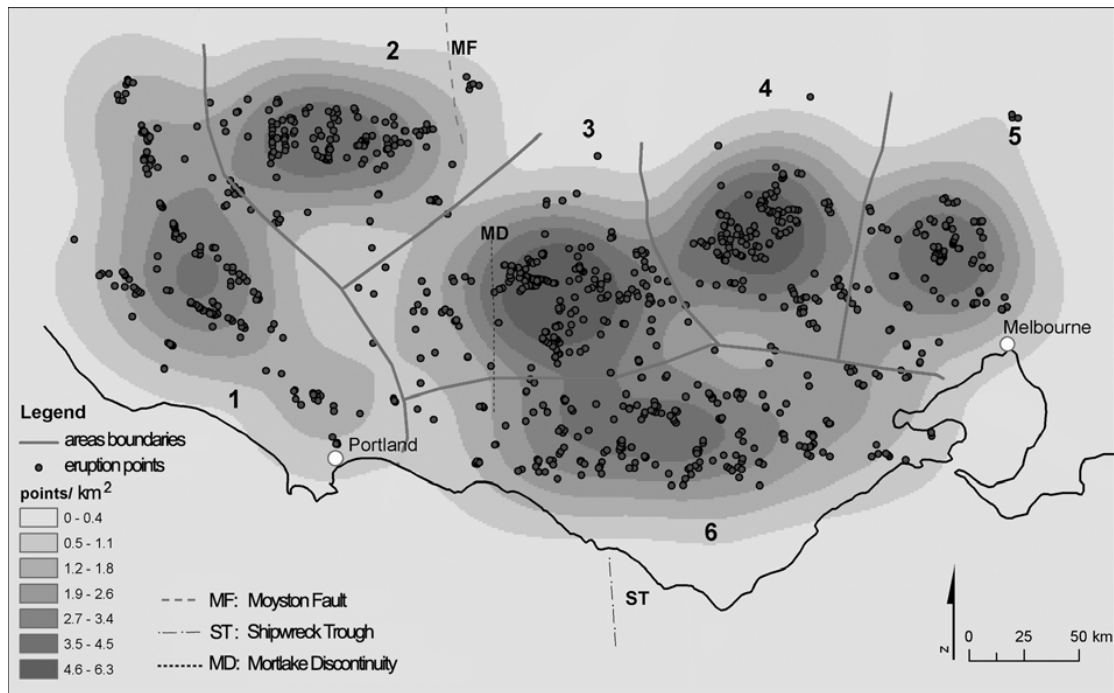 2
MF
4
3
5
MD
Melbourne
1
Legend
areas boundaries
eruption points
Portland
points/ km2
0 - 0.4
0.5 - 1.1
1.2 - 1.8
1.9 - 2.6
2.7 - 3.4
3.5 - 4.5
4.6 - 6.3
MF: Moyston Fault
ST : Shipwreck Trough
MD: Mortlake Discontinuity
6
ST
N
0 25 50 km